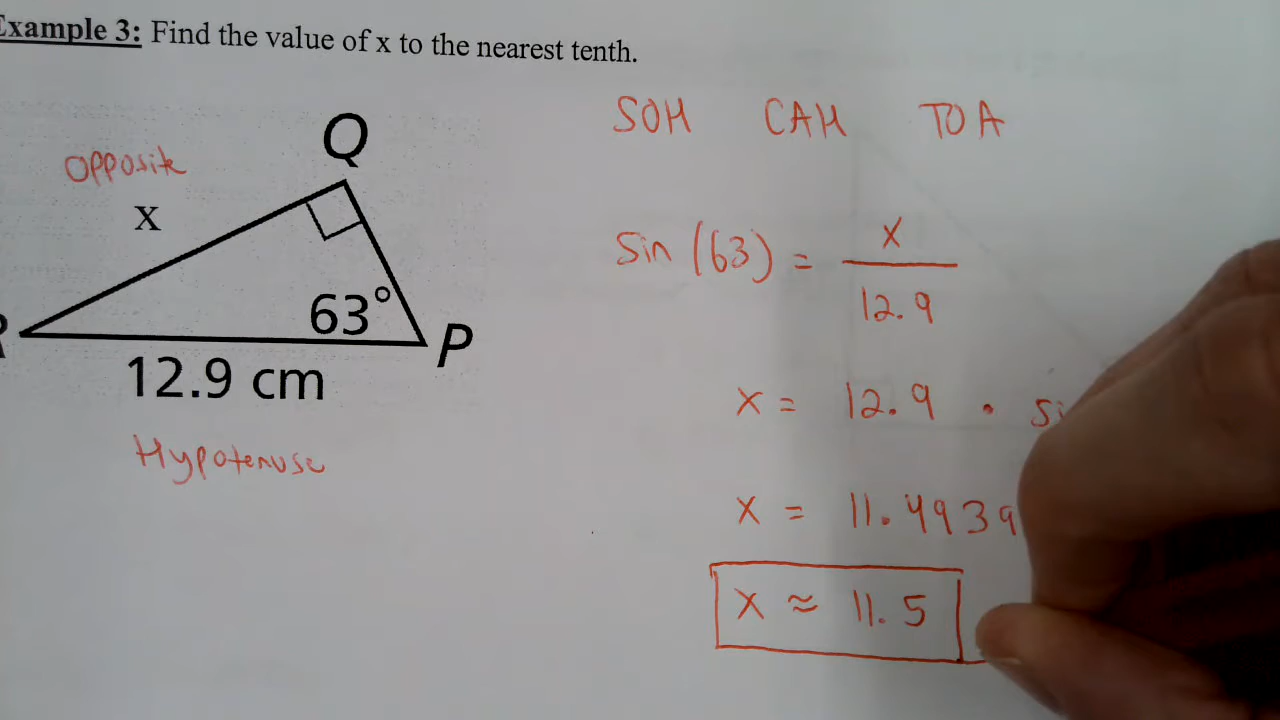 Example 3: Find the value of x to the nearest tenth.
SOH CAH TOA
Opposite
Q
x
sin (63) = x
12.9
63°
P
12.9 cm
x = 12.9 • si
Hypotenuse
x = 11.4939
x ≈ 11.5